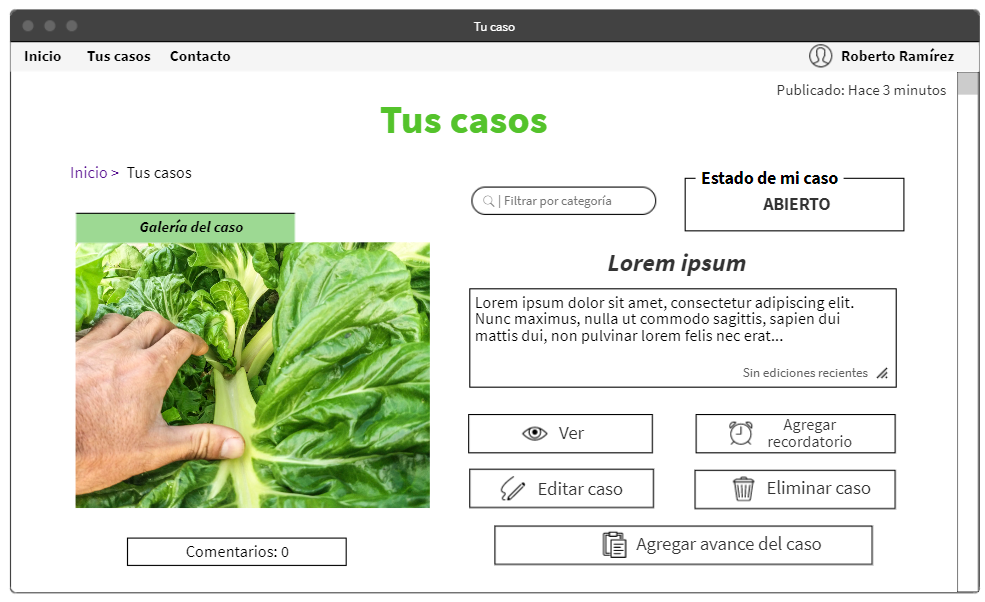 Tu caso
Inicio Tus casos Contacto Roberto Ramírez
Publicado: Hace 3 minutos
Tus casos
Inicio > Tus casos
Filtrar por categoría
Estado de mi caso
ABIERTO
Galería del caso
Lorem ipsum
Lorem ipsum dolor sit amet, consectetur adipiscing elit.
Nunc maximus, nulla ut commodo sagittis, sapien dui
mattis dui, non pulvinar lorem felis nec erat...
Sin ediciones recientes
Ver
Agregar
recordatorio
Editar caso
Eliminar caso
Agregar avance del caso
Comentarios: 0